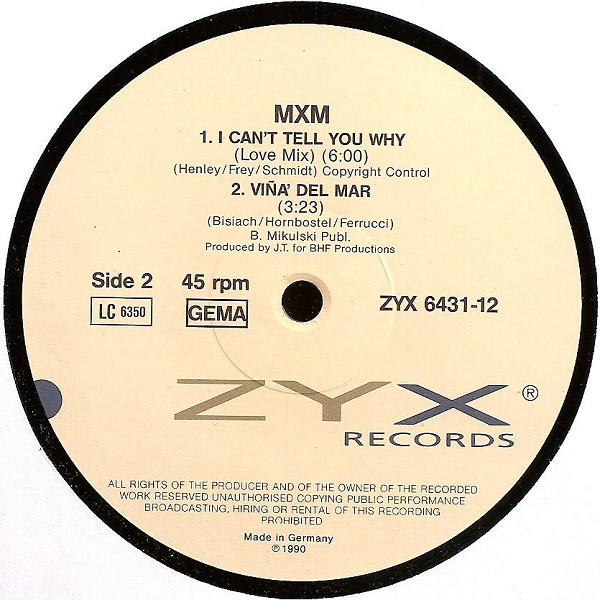 MXM
1. I CAN'T TELL YOU WHY
(Love Mix) (6:00)
(Henley/Frey/Schmidt) Copyright Control
2. VIÑA' DEL MAR
(3:23)
(Bisiach/Hornbostel/Ferrucci)
B. Mikulski Publ.
Produced by J.T. for BHF Productions
Side 2 45 rpm
LC 6350 GEMA
ZYX 6431-12
ZYX ®
RECORDS
ALL RIGHTS OF THE PRODUCER AND OF THE OWNER OF THE RECORDED
WORK RESERVED UNAUTHORISED COPYING PUBLIC PERFORMANCE
BROADCASTING, HIRING OR RENTAL OF THIS RECORDING
PROHIBITED
Made in Germany
℗ 1990